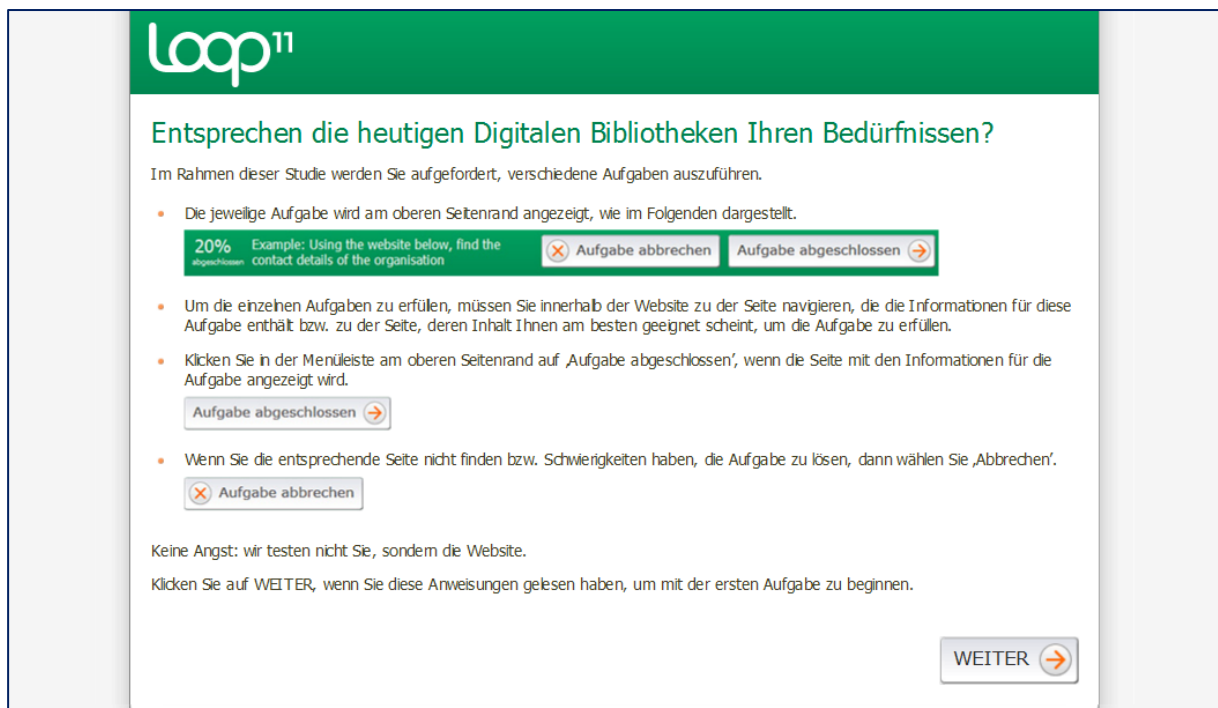 Loop11
Entsprechen die heutigen Digitalen Bibliotheken Ihren Bedürfnissen?
Im Rahmen dieser Studie werden Sie aufgefordert, verschiedene Aufgaben auszuführen.
• Die jeweilige Aufgabe wird am oberen Seitenrand angezeigt, wie im Folgenden dargestellt.
20% Example: Using the website below, find the
abgeschlossen contact details of the organisation
Aufgabe abbrechen Aufgabe abgeschlossen
• Um die einzelnen Aufgaben zu erfüllen, müssen Sie innerhalb der Website zu der Seite navigieren, die die Informationen für diese
Aufgabe enthält bzw. zu der Seite, deren Inhalt Ihnen am besten geeignet scheint, um die Aufgabe zu erfüllen.
• Klicken Sie in der Menüleiste am oberen Seitenrand auf ‚Aufgabe abgeschlossen’, wenn die Seite mit den Informationen für die
Aufgabe angezeigt wird.
Aufgabe abgeschlossen
• Wenn Sie die entsprechende Seite nicht finden bzw. Schwierigkeiten haben, die Aufgabe zu lösen, dann wählen Sie ‚Abbrechen’.
Aufgabe abbrechen
Keine Angst: wir testen nicht Sie, sondern die Website.
Klicken Sie auf WEITER, wenn Sie diese Anweisungen gelesen haben, um mit der ersten Aufgabe zu beginnen.
WEITER